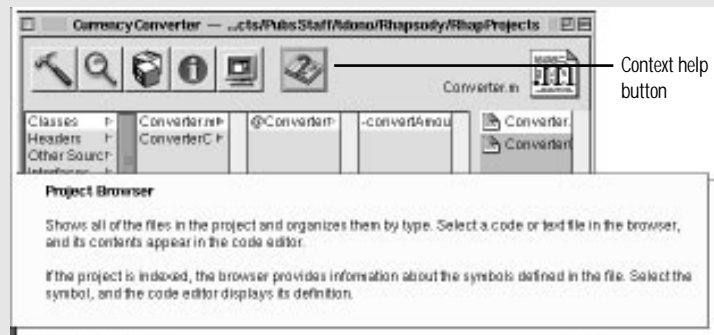 CurrencyConverter — ...cts/PubsStaff/tdono/Rhapsody/RhapProjects
Context help
button
Converter.m
Classes
Headers
Other Sourc
Interfaces
Converter.m
ConverterC
@Converter
-convertAmou
Converter.
Converter
Project Browser
Shows all of the files in the project and organizes them by type. Select a code or text file in the browser,
and its contents appear in the code editor.
If the project is indexed, the browser provides information about the symbols defined in the file. Select the
symbol, and the code editor displays its definition.